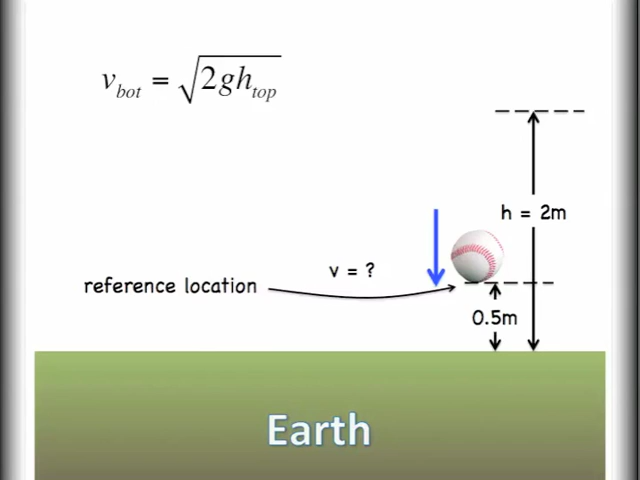 v_bot = √2gh_top
h = 2m
v = ?
reference location
0.5m
Earth